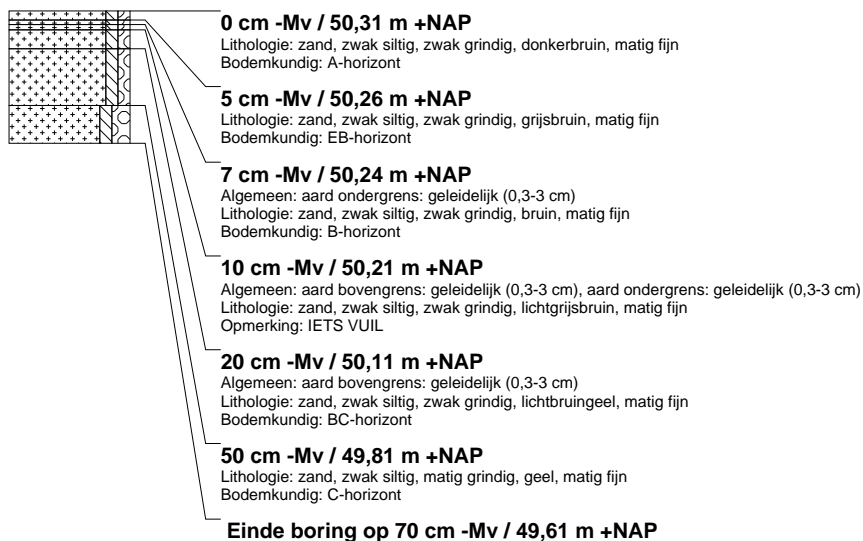 0 cm -Mv / 50,31 m +NAP
Lithologie: zand, zwak siltig, zwak grindig, donkerbruin, matig fijn
Bodemkundig: A-horizont
5 cm -Mv / 50,26 m +NAP
Lithologie: zand, zwak siltig, zwak grindig, grijsbruin, matig fijn
Bodemkundig: EB-horizont
7 cm -Mv / 50,24 m +NAP
Algemeen: aard ondergrens: geleidelijk (0,3-3 cm)
Lithologie: zand, zwak siltig, zwak grindig, bruin, matig fijn
Bodemkundig: B-horizont
10 cm -Mv / 50,21 m +NAP
Algemeen: aard bovengrens: geleidelijk (0,3-3 cm), aard ondergrens: geleidelijk (0,3-3 cm)
Lithologie: zand, zwak siltig, zwak grindig, lichtgrijsbruin, matig fijn
Opmerking: IETS VUIL
20 cm -Mv / 50,11 m +NAP
Algemeen: aard bovengrens: geleidelijk (0,3-3 cm)
Lithologie: zand, zwak siltig, zwak grindig, lichtbruingeel, matig fijn
Bodemkundig: BC-horizont
50 cm -Mv / 49,81 m +NAP
Lithologie: zand, zwak siltig, matig grindig, geel, matig fijn
Bodemkundig: C-horizont
Einde boring op 70 cm -Mv / 49,61 m +NAP